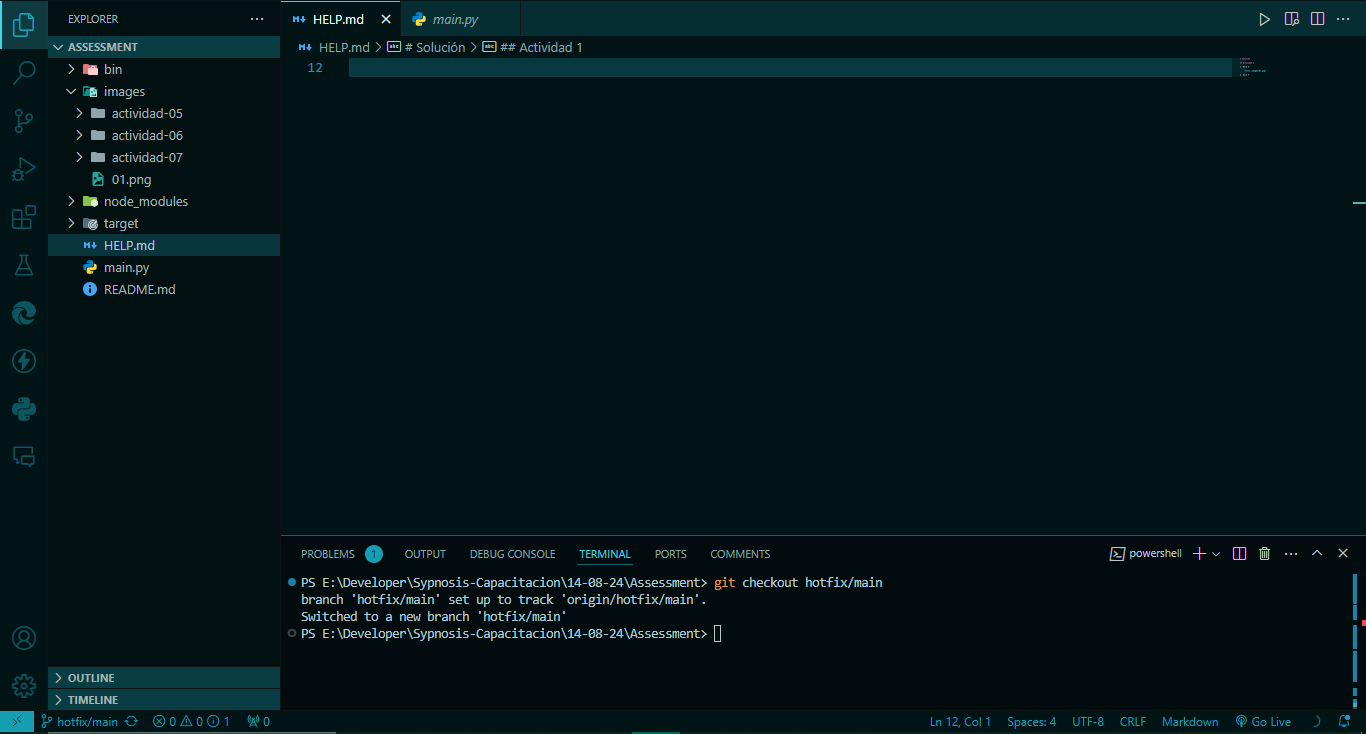 EXPLORER
ASSESSMENT
bin
images
actividad-05
actividad-06
actividad-07
01.png
node_modules
target
HELP.md
main.py
README.md
OUTLINE
TIMELINE
HELP.md
main.py
HELP.md > # Solución > ## Actividad 1
12
PROBLEMS 1 OUTPUT DEBUG CONSOLE TERMINAL PORTS COMMENTS
powershell
PS E:\Developer\Sypnosis-Capacitacion\14-08-24\Assessment> git checkout hotfix/main
branch 'hotfix/main' set up to track 'origin/hotfix/main'.
Switched to a new branch 'hotfix/main'
PS E:\Developer\Sypnosis-Capacitacion\14-08-24\Assessment>
hotfix/main 0 0 1 0 Ln 12, Col 1 Spaces: 4 UTF-8 CRLF Markdown Go Live